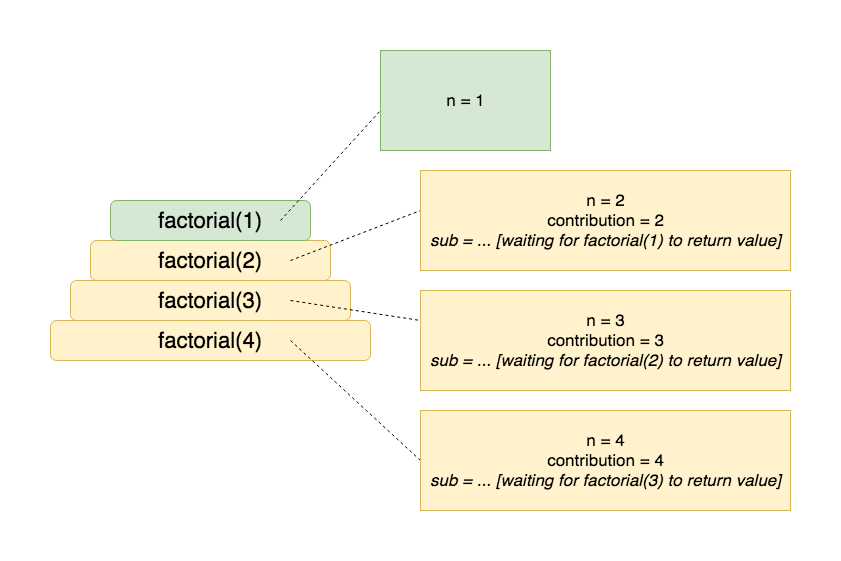 n = 1
factorial(1)
factorial(2)
factorial(3)
factorial(4)
n = 2
contribution = 2
sub = ... [waiting for factorial(1) to return value]
n = 3
contribution = 3
sub = ... [waiting for factorial(2) to return value]
n = 4
contribution = 4
sub = ... [waiting for factorial(3) to return value]